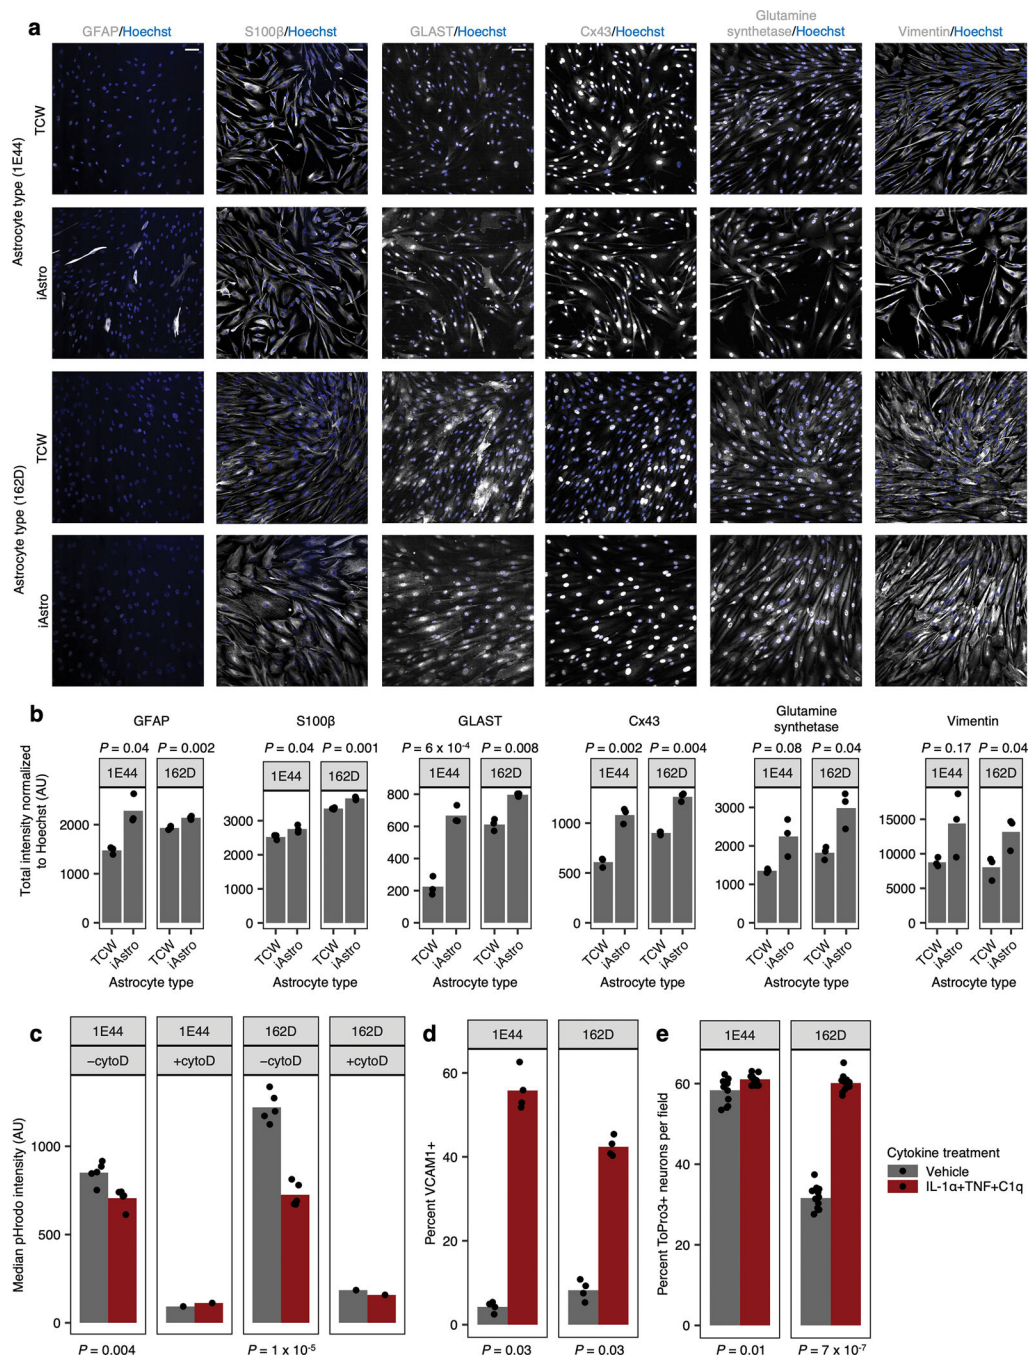 a
GFAP/Hoechst
S100β/Hoechst
GLAST/Hoechst
Cx43/Hoechst
Glutamine
synthetase/Hoechst
Vimentin/Hoechst
Astrocyte type (1E44)
TCW
iAstro
Astrocyte type (162D)
TCW
iAstro
b
GFAP
S100β
GLAST
Cx43
Glutamine
synthetase
Vimentin
P = 0.04 P = 0.002
P = 0.04 P = 0.001
P = 6 x 10-4 P = 0.008
P = 0.002 P = 0.004
P = 0.08 P = 0.04
P = 0.17 P = 0.04
1E44 162D
1E44 162D
1E44 162D
1E44 162D
1E44 162D
1E44 162D
Total intensity normalized
to Hoechst (AU)
2000
1000
0
3000
2000
1000
0
800
600
400
200
0
1000
500
0
3000
2000
1000
0
15000
10000
5000
0
TCW iAstro TCW iAstro
TCW iAstro TCW iAstro
TCW iAstro TCW iAstro
TCW iAstro TCW iAstro
TCW iAstro TCW iAstro
TCW iAstro TCW iAstro
Astrocyte type
Astrocyte type
Astrocyte type
Astrocyte type
Astrocyte type
Astrocyte type
c
1E44 1E44 162D 162D
−cytoD +cytoD −cytoD +cytoD
Median pHrodo intensity (AU)
1000
500
0
P = 0.004
P = 1 x 10-5
d
1E44 162D
Percent VCAM1+
60
40
20
0
P = 0.03 P = 0.03
e
1E44 162D
Percent ToPro3+ neurons per field
60
40
20
0
P = 0.01 P = 7 x 10-7
Cytokine treatment
Vehicle
IL-1α+TNF+C1q